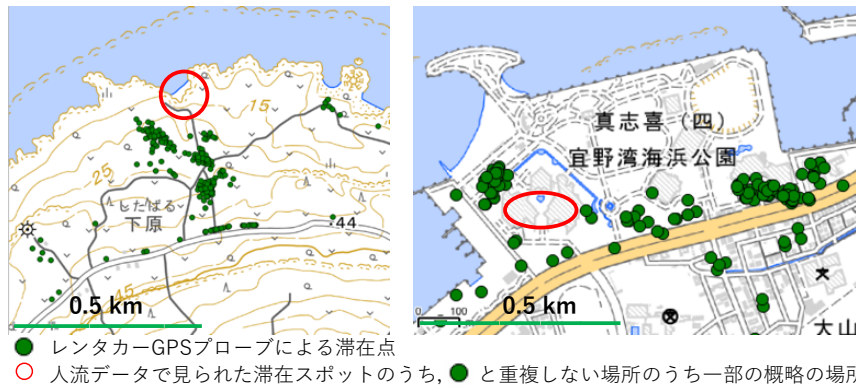 15
25
したばる
下原
44
45
0.5 km
真志喜（四）
宜野湾海浜公園
0.5 km
0
100
大山
レンタカーGPSプローブによる滞在点
人流データで見られた滞在スポットのうち, と重複しない場所のうち一部の概略の場所